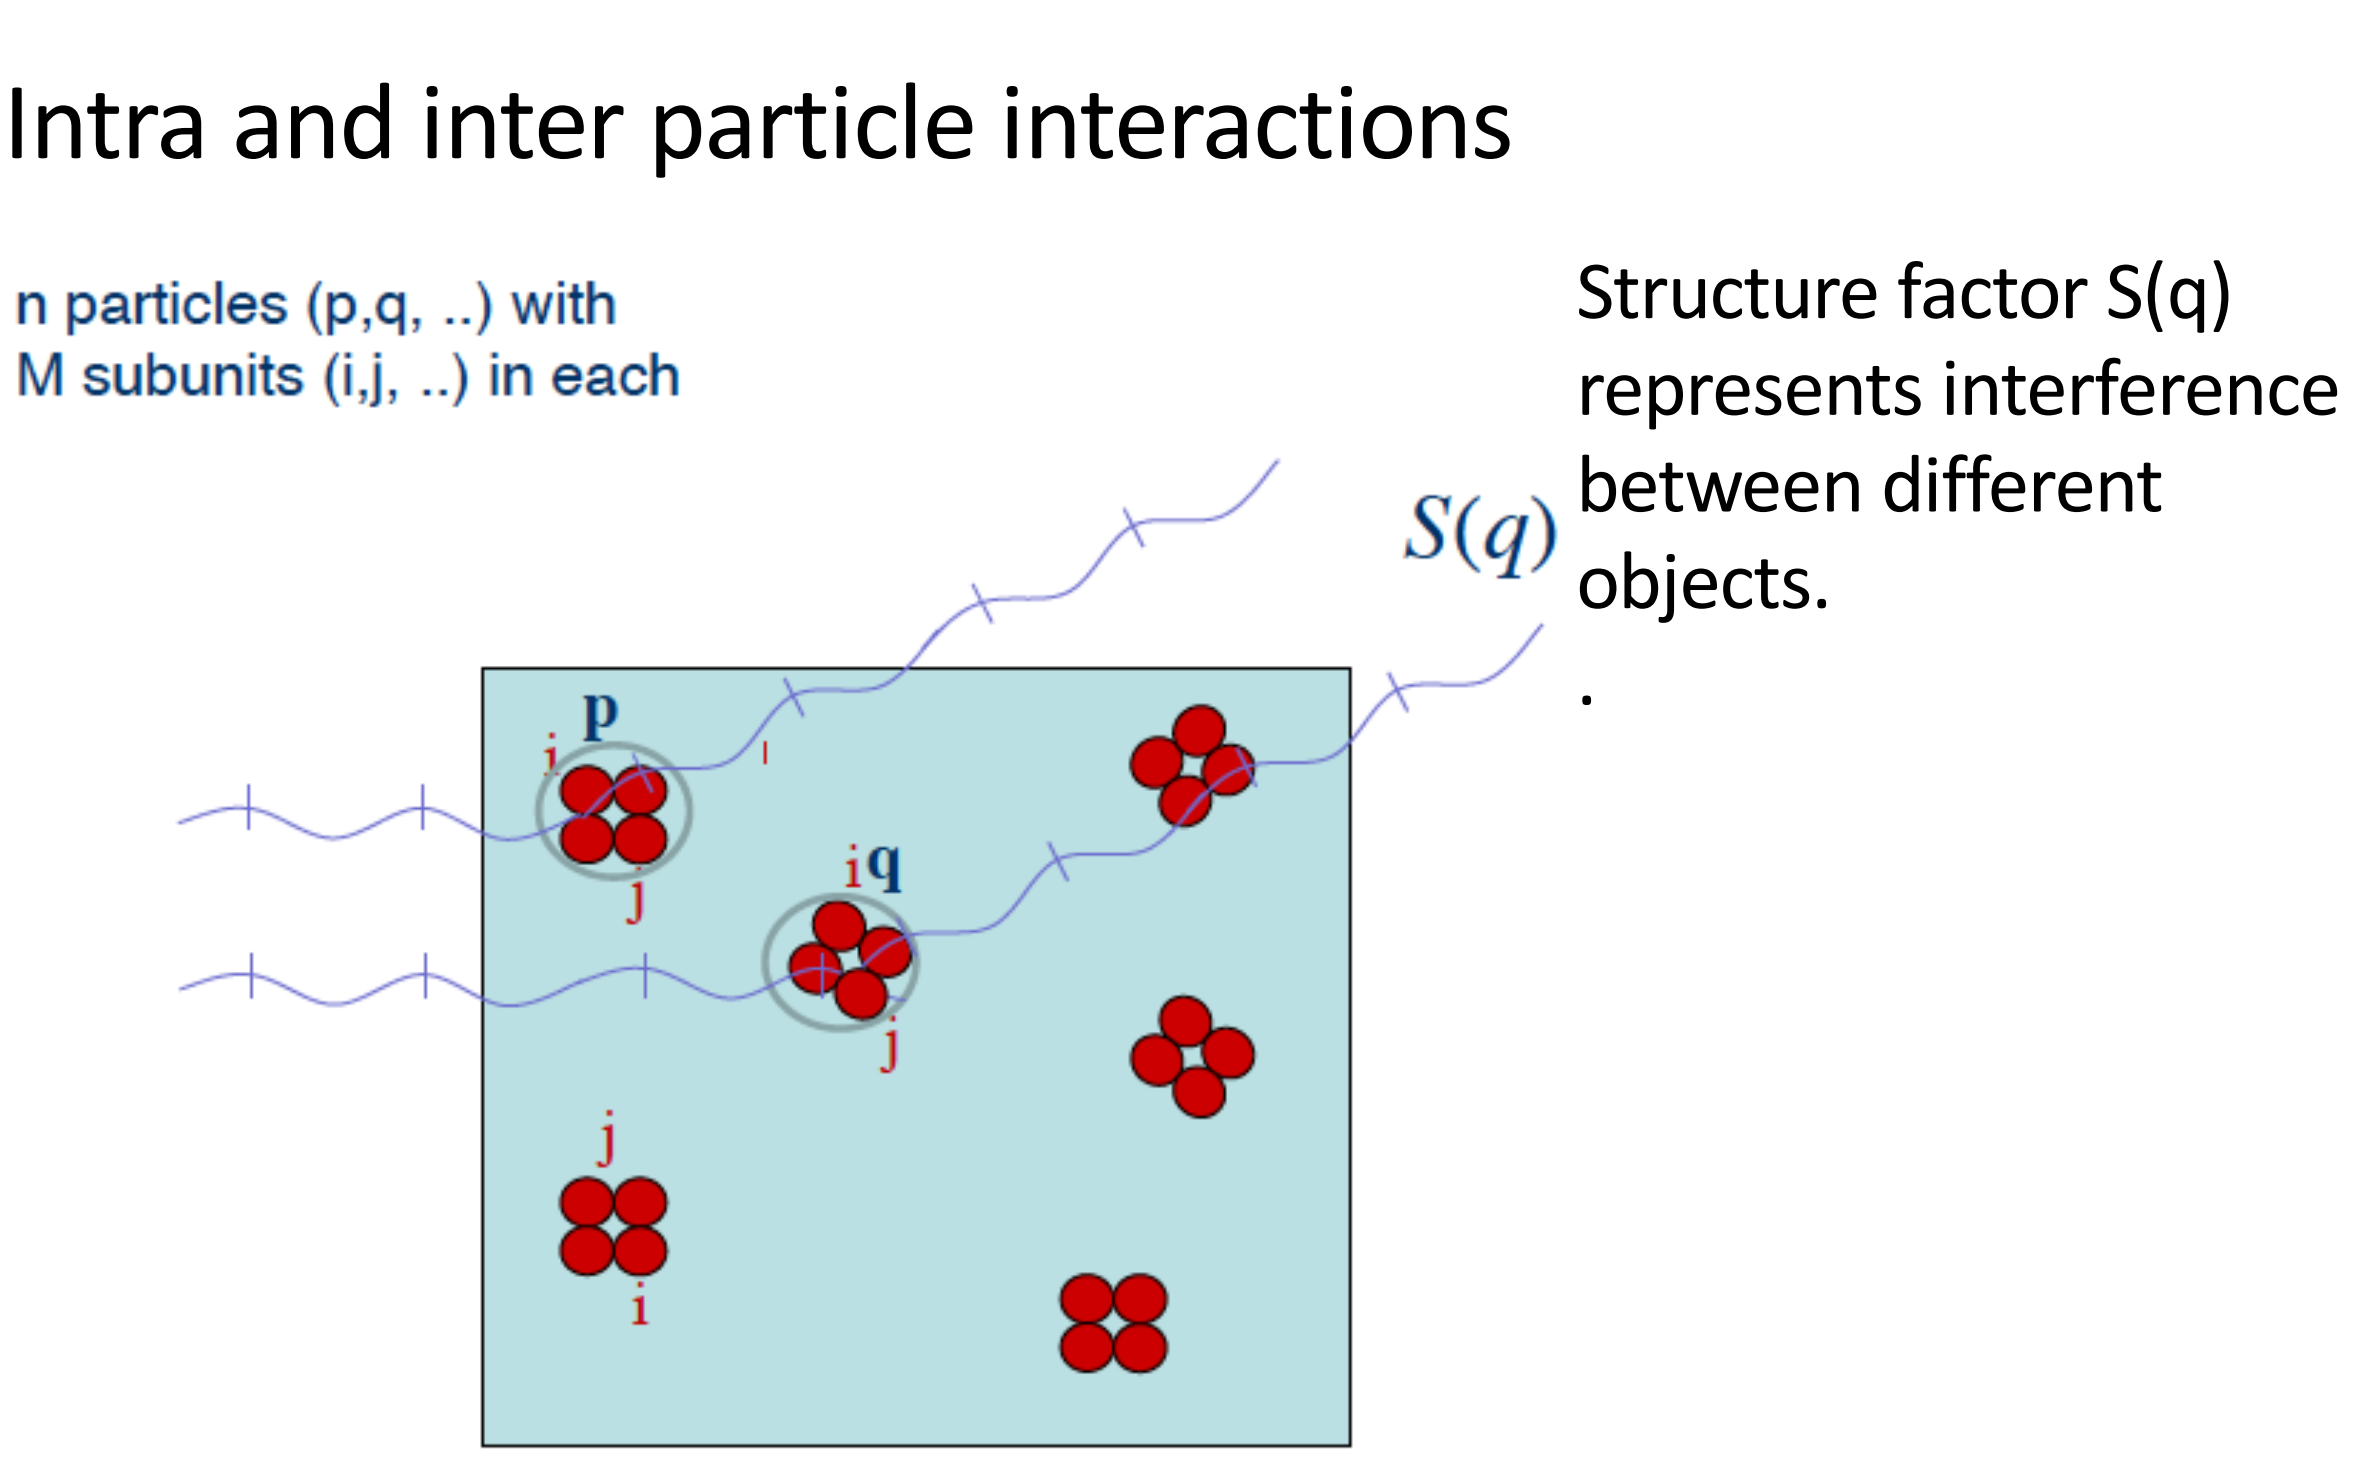 Intra and inter particle interactions
n particles (p,q, ..) with
M subunits (i,j, ..) in each
Structure factor S(q)
represents interference
between different
objects.
.
S(q)
p
i
j
i q
j
j
i